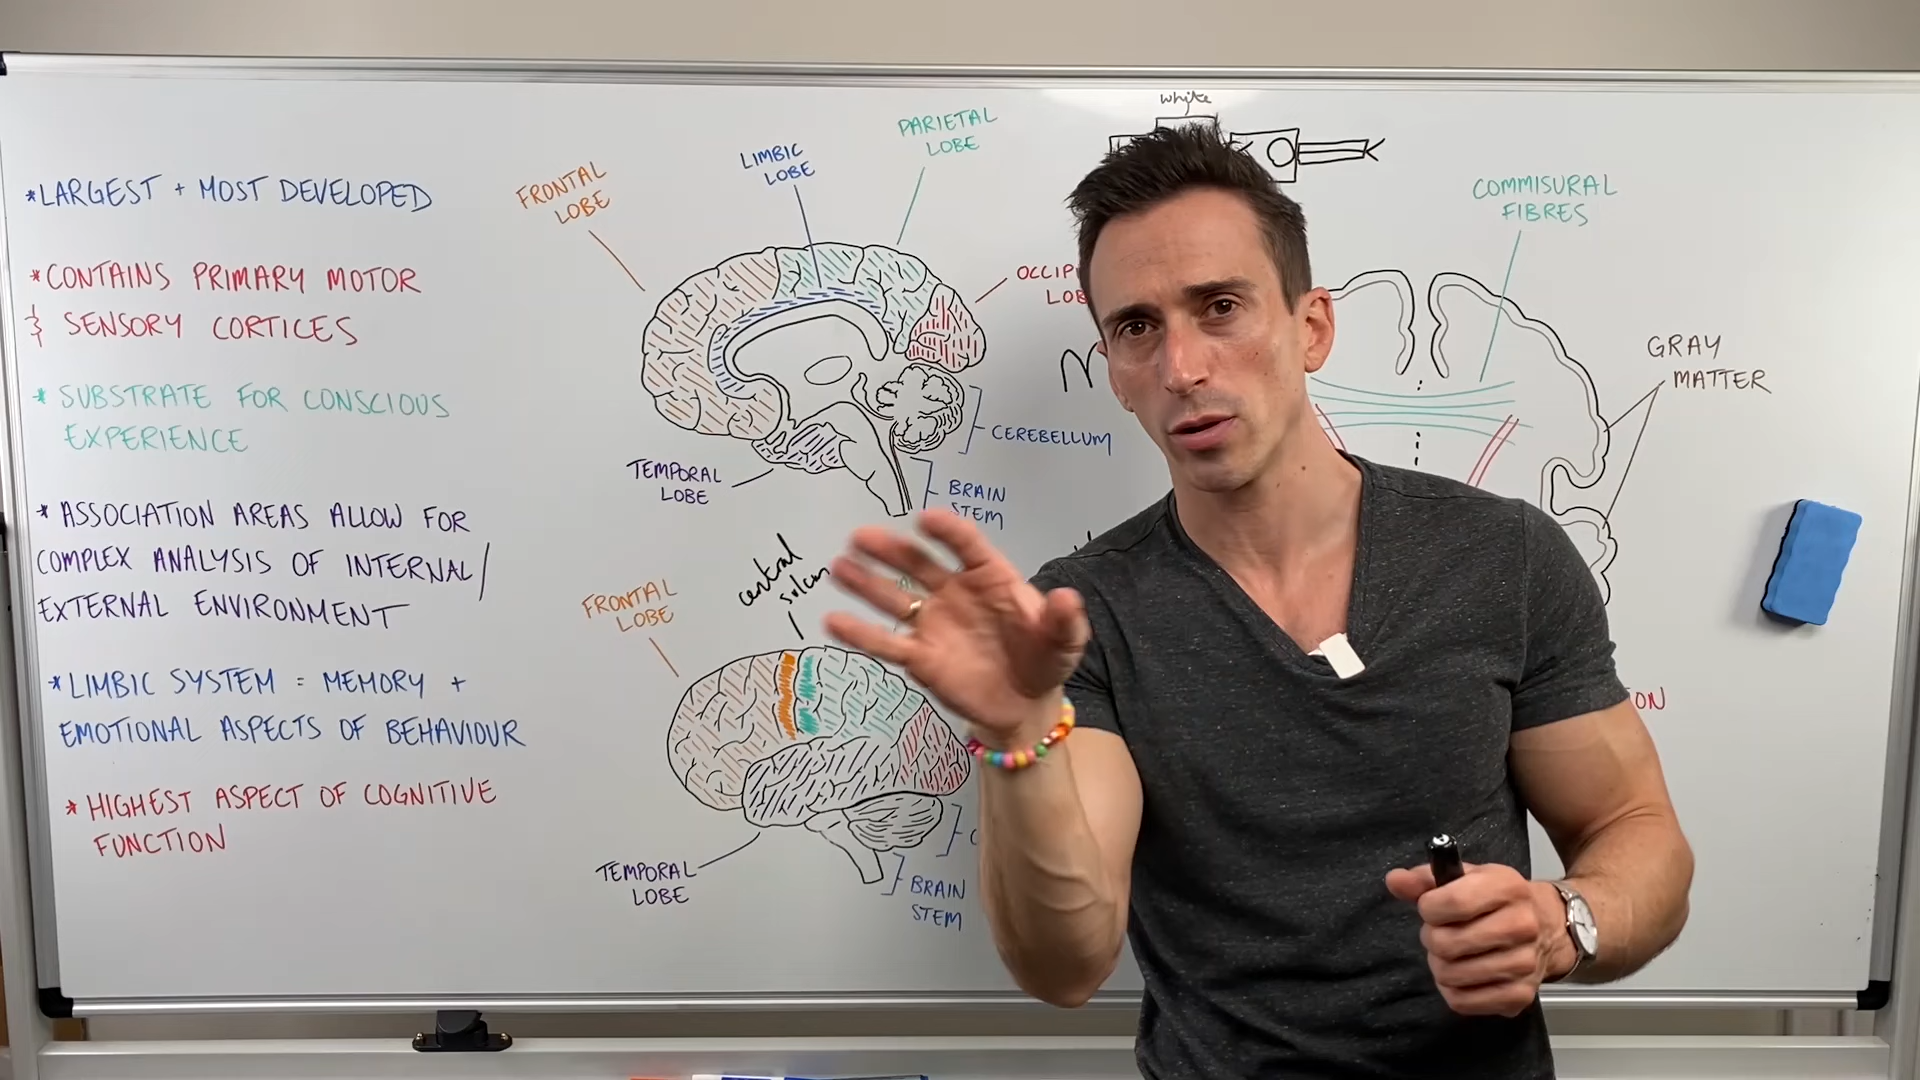 *LARGEST + MOST DEVELOPED
*CONTAINS PRIMARY MOTOR
& SENSORY CORTICES
* SUBSTRATE FOR CONSCIOUS
EXPERIENCE
* ASSOCIATION AREAS ALLOW FOR
COMPLEX ANALYSIS OF INTERNAL/
EXTERNAL ENVIRONMENT
*LIMBIC SYSTEM = MEMORY +
EMOTIONAL ASPECTS OF BEHAVIOUR
* HIGHEST ASPECT OF COGNITIVE
FUNCTION
FRONTAL
LOBE
LIMBIC
LOBE
PARIETAL
LOBE
OCCIP
LOB
CEREBELLUM
BRAIN
STEM
TEMPORAL
LOBE
central
FRONTAL
LOBE
TEMPORAL
LOBE
BRAIN
STEM
white
COMMISURAL
FIBRES
GRAY
MATTER
ION